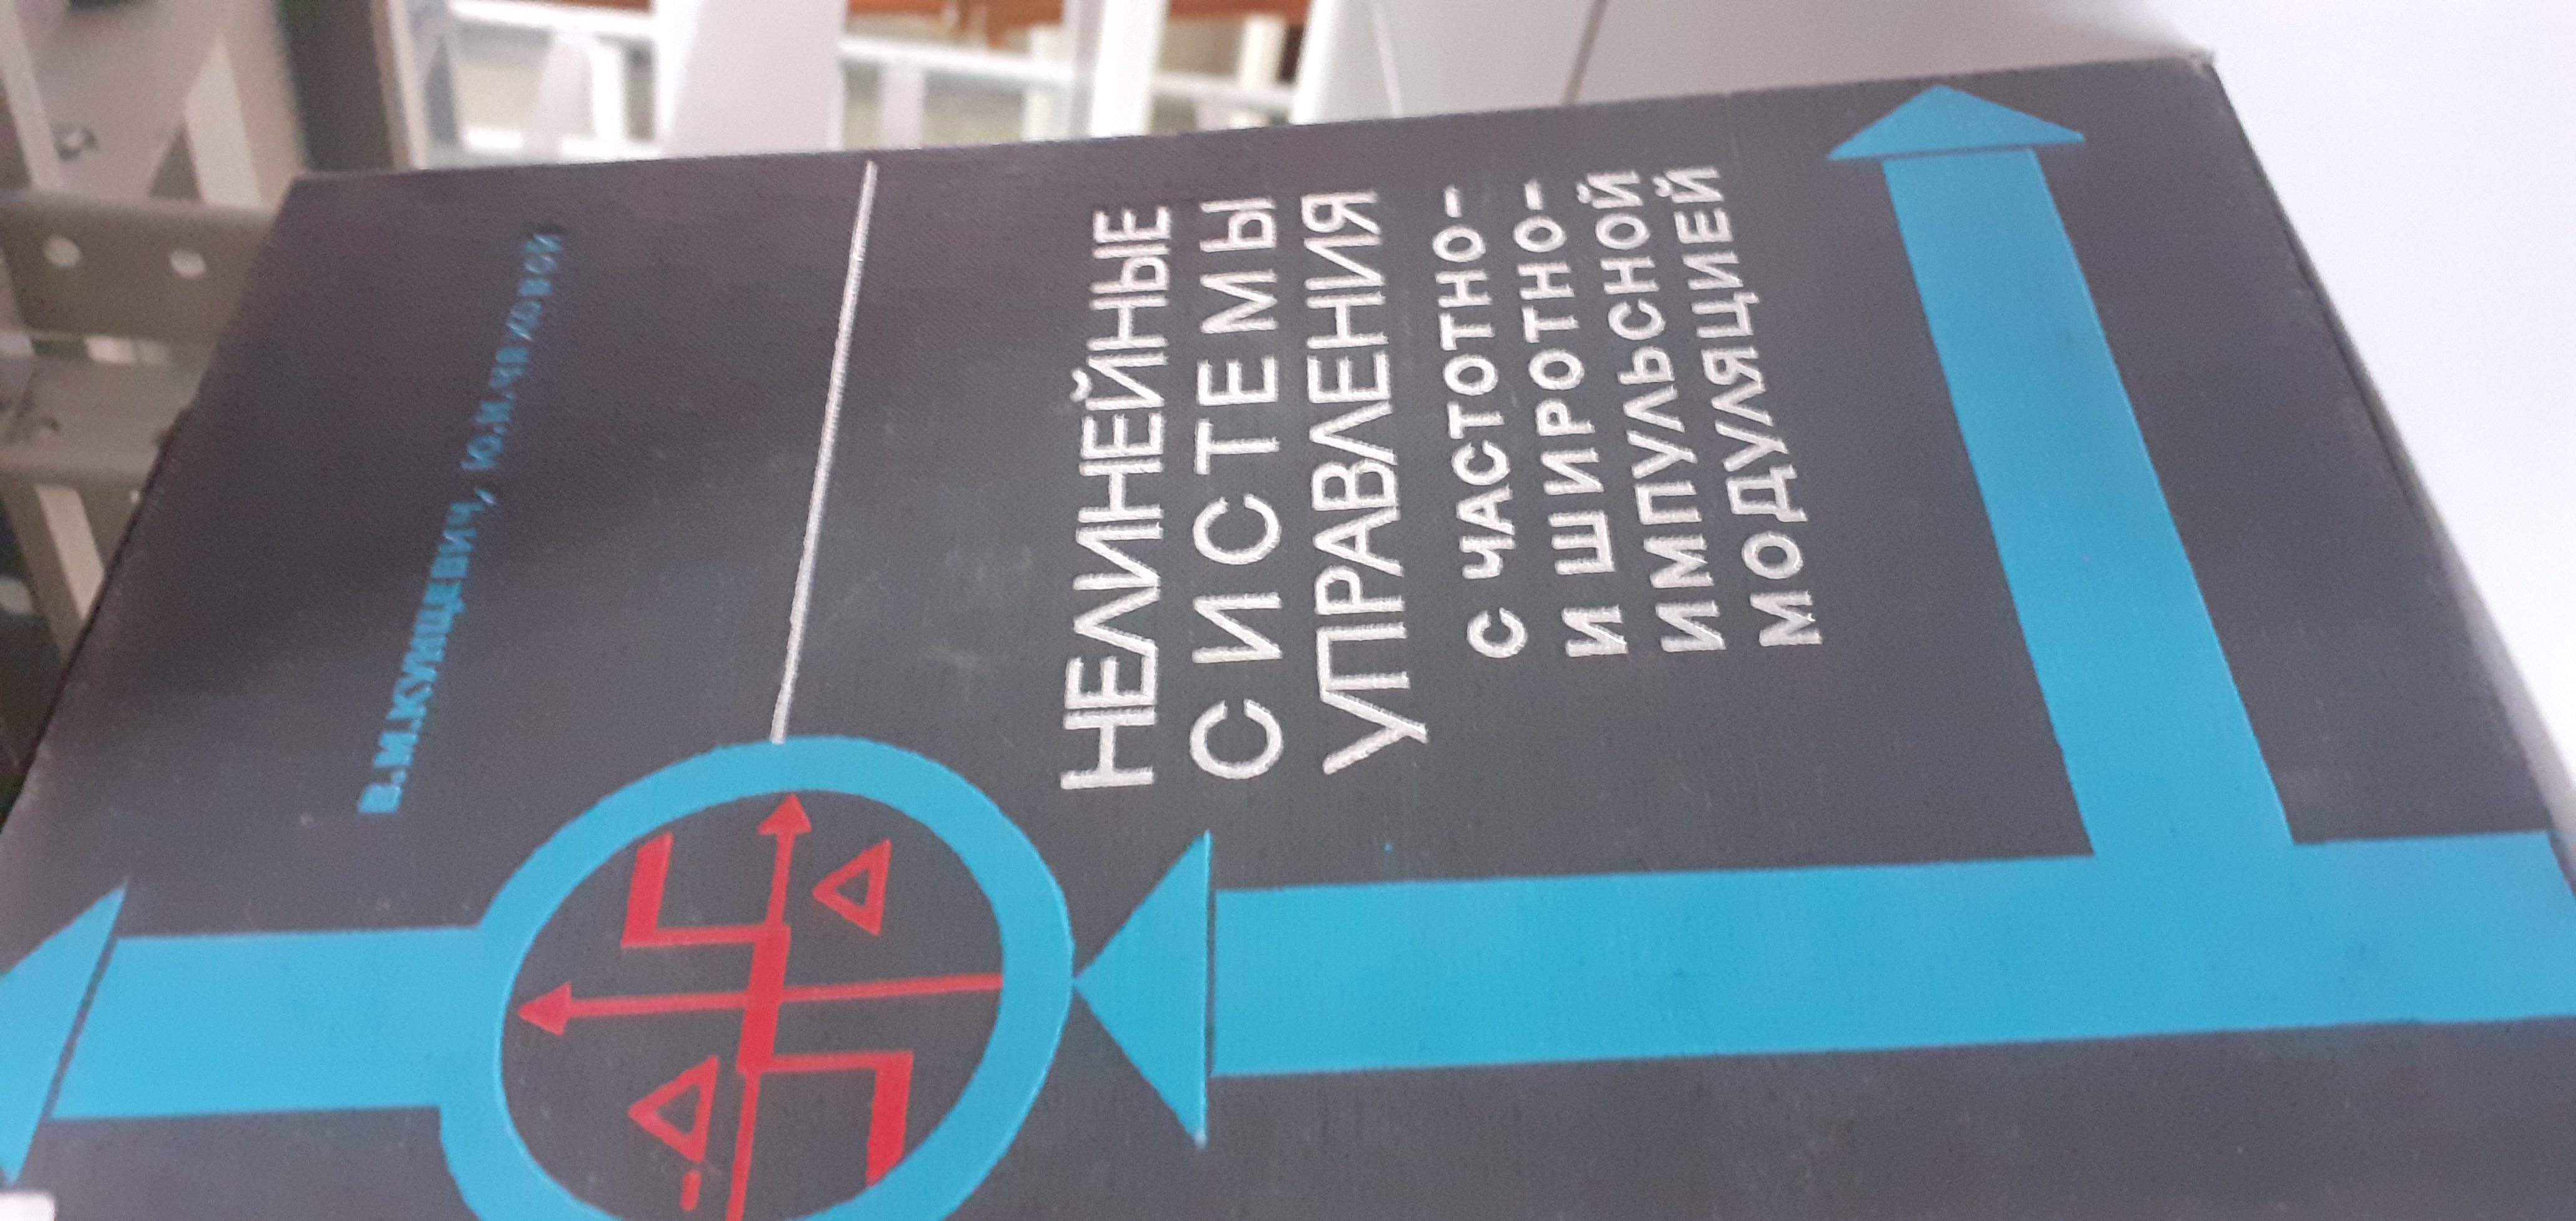 В.М.КУНЦЕВИЧ, Ю.Н.ЧЕХОВОЙ
НЕЛИНЕЙНЫЕ
СИСТЕМЫ
УПРАВЛЕНИЯ
С ЧАСТОТНО-
И ШИРОТНО-
ИМПУЛЬСНОЙ
МОДУЛЯЦИЕЙ
Δ
-Δ